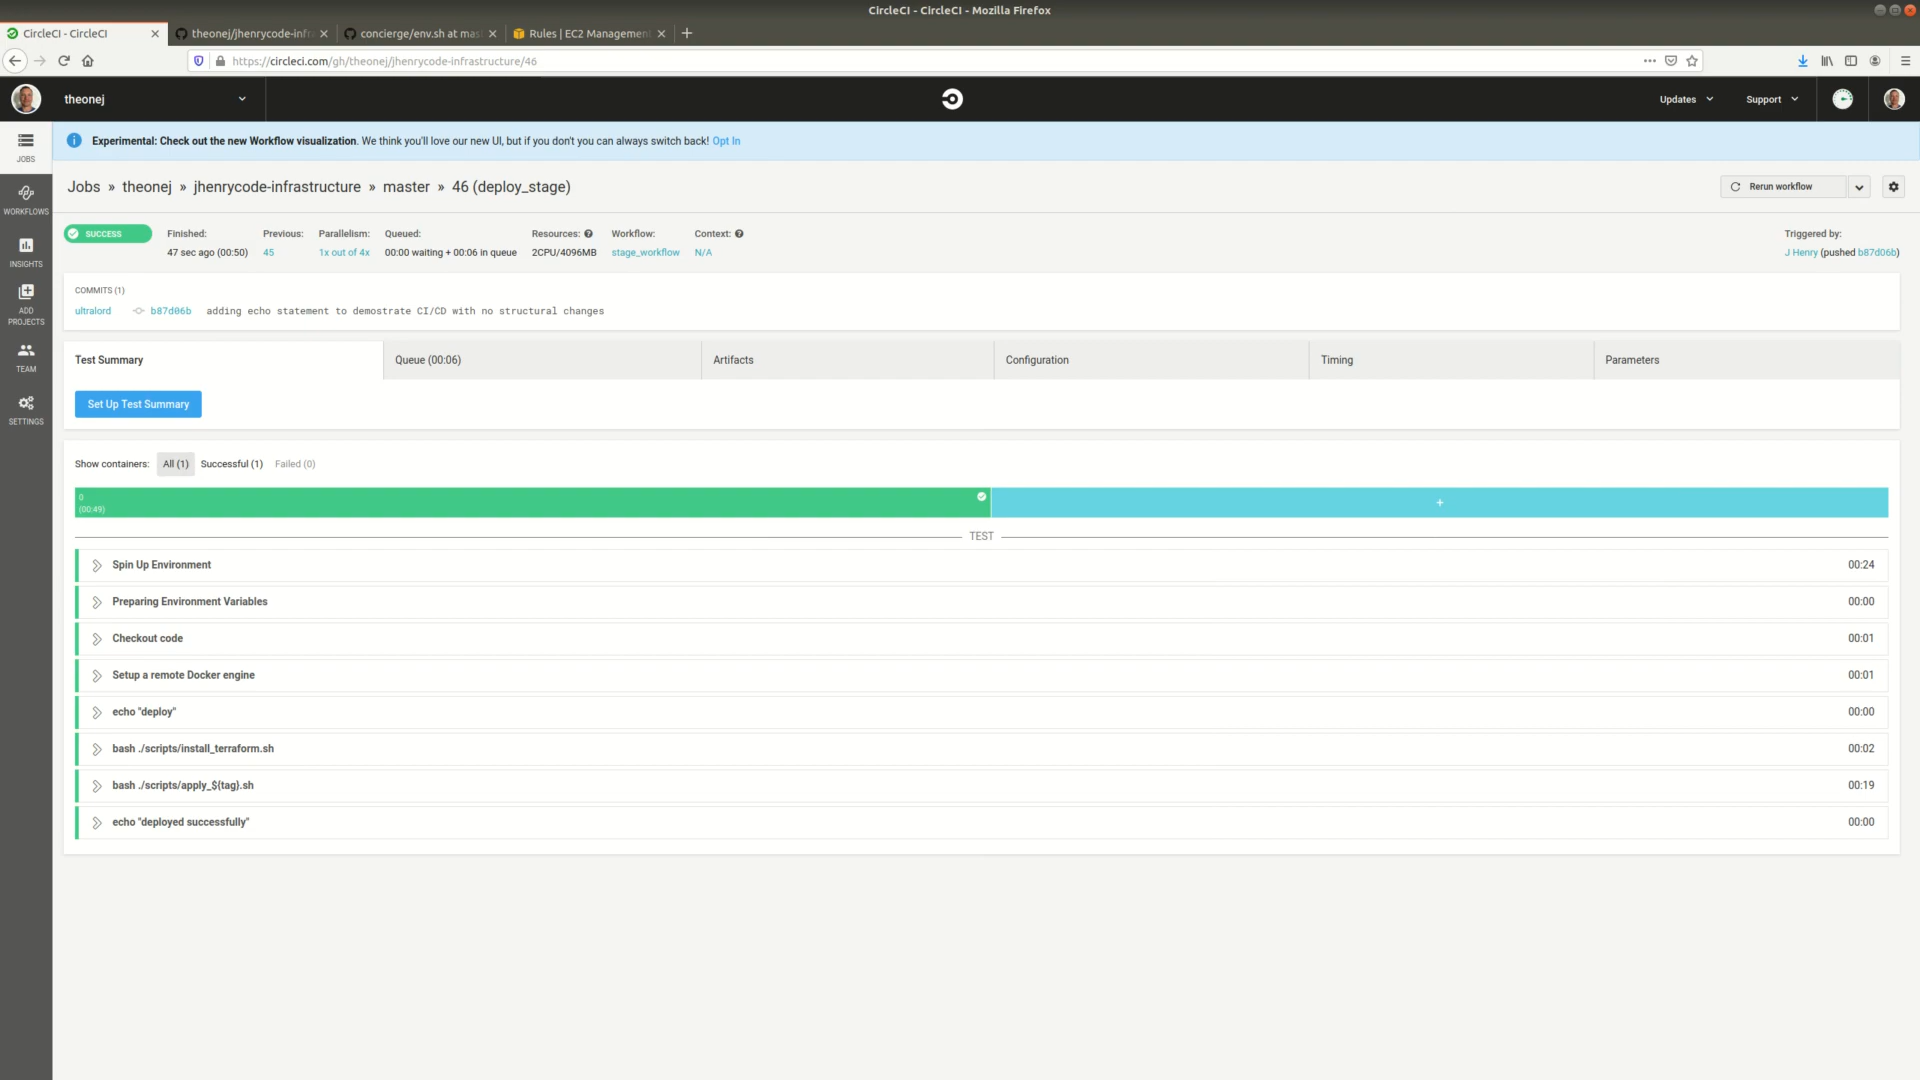 CircleCI - CircleCI - Mozilla Firefox
CircleCI - CircleCI
theonej/jhenrycode-infr
concierge/env.sh at mas
Rules | EC2 Managemen
https://circleci.com/gh/theonej/jhenrycode-infrastructure/46
theonej
Updates
Support
JOBS
WORKFLOWS
INSIGHTS
ADD
PROJECTS
TEAM
SETTINGS
Experimental: Check out the new Workflow visualization. We think you'll love our new UI, but if you don't you can always switch back! Opt In
Jobs » theonej » jhenrycode-infrastructure » master » 46 (deploy_stage)
Rerun workflow
SUCCESS
Finished:
47 sec ago (00:50)
Previous:
45
Parallelism:
1x out of 4x
Queued:
00:00 waiting + 00:06 in queue
Resources:
2CPU/4096MB
Workflow:
stage_workflow
Context:
N/A
Triggered by:
J Henry (pushed b87d06b)
COMMITS (1)
ultralord b87d06b adding echo statement to demostrate CI/CD with no structural changes
Test Summary
Queue (00:06)
Artifacts
Configuration
Timing
Parameters
Set Up Test Summary
Show containers: All (1) Successful (1) Failed (0)
0
(00:49)
+
TEST
Spin Up Environment 00:24
Preparing Environment Variables 00:00
Checkout code 00:01
Setup a remote Docker engine 00:01
echo "deploy" 00:00
bash ./scripts/install_terraform.sh 00:02
bash ./scripts/apply_${tag}.sh 00:19
echo "deployed successfully" 00:00